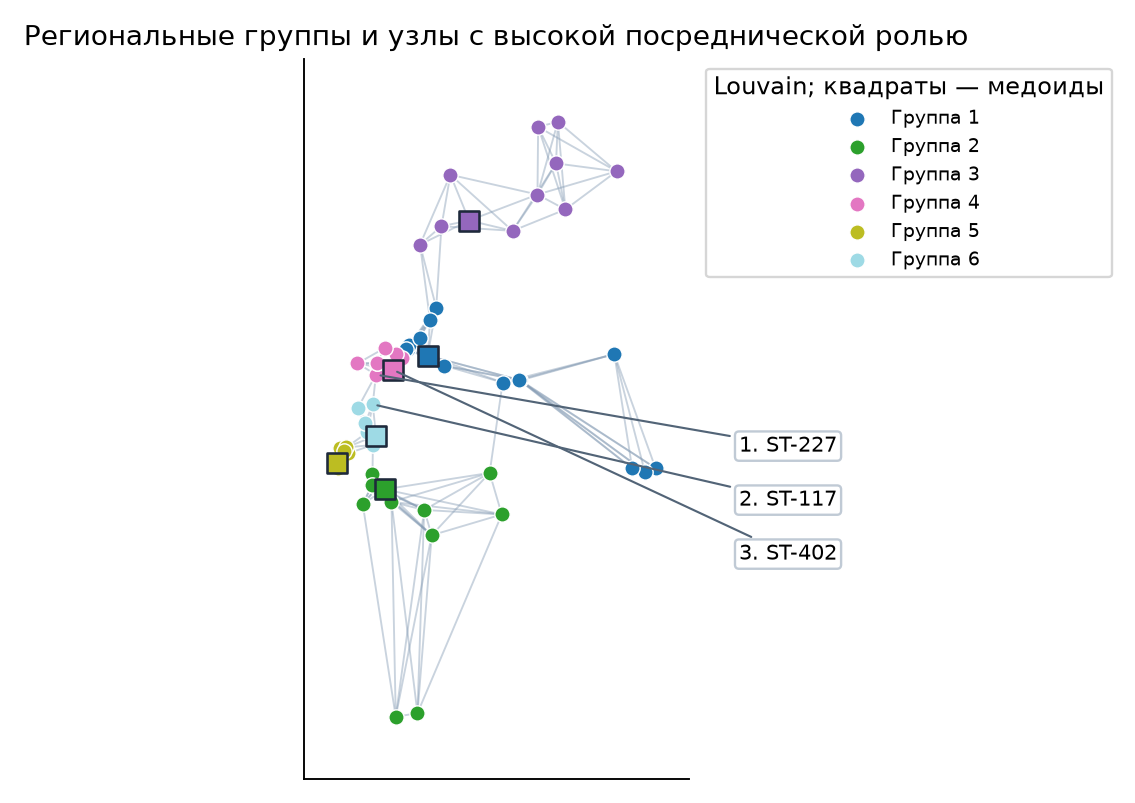 Региональные группы и узлы с высокой посреднической ролью
Louvain; квадраты — медоиды
Группа 1
Группа 2
Группа 3
Группа 4
Группа 5
Группа 6
1. ST-227
2. ST-117
3. ST-402